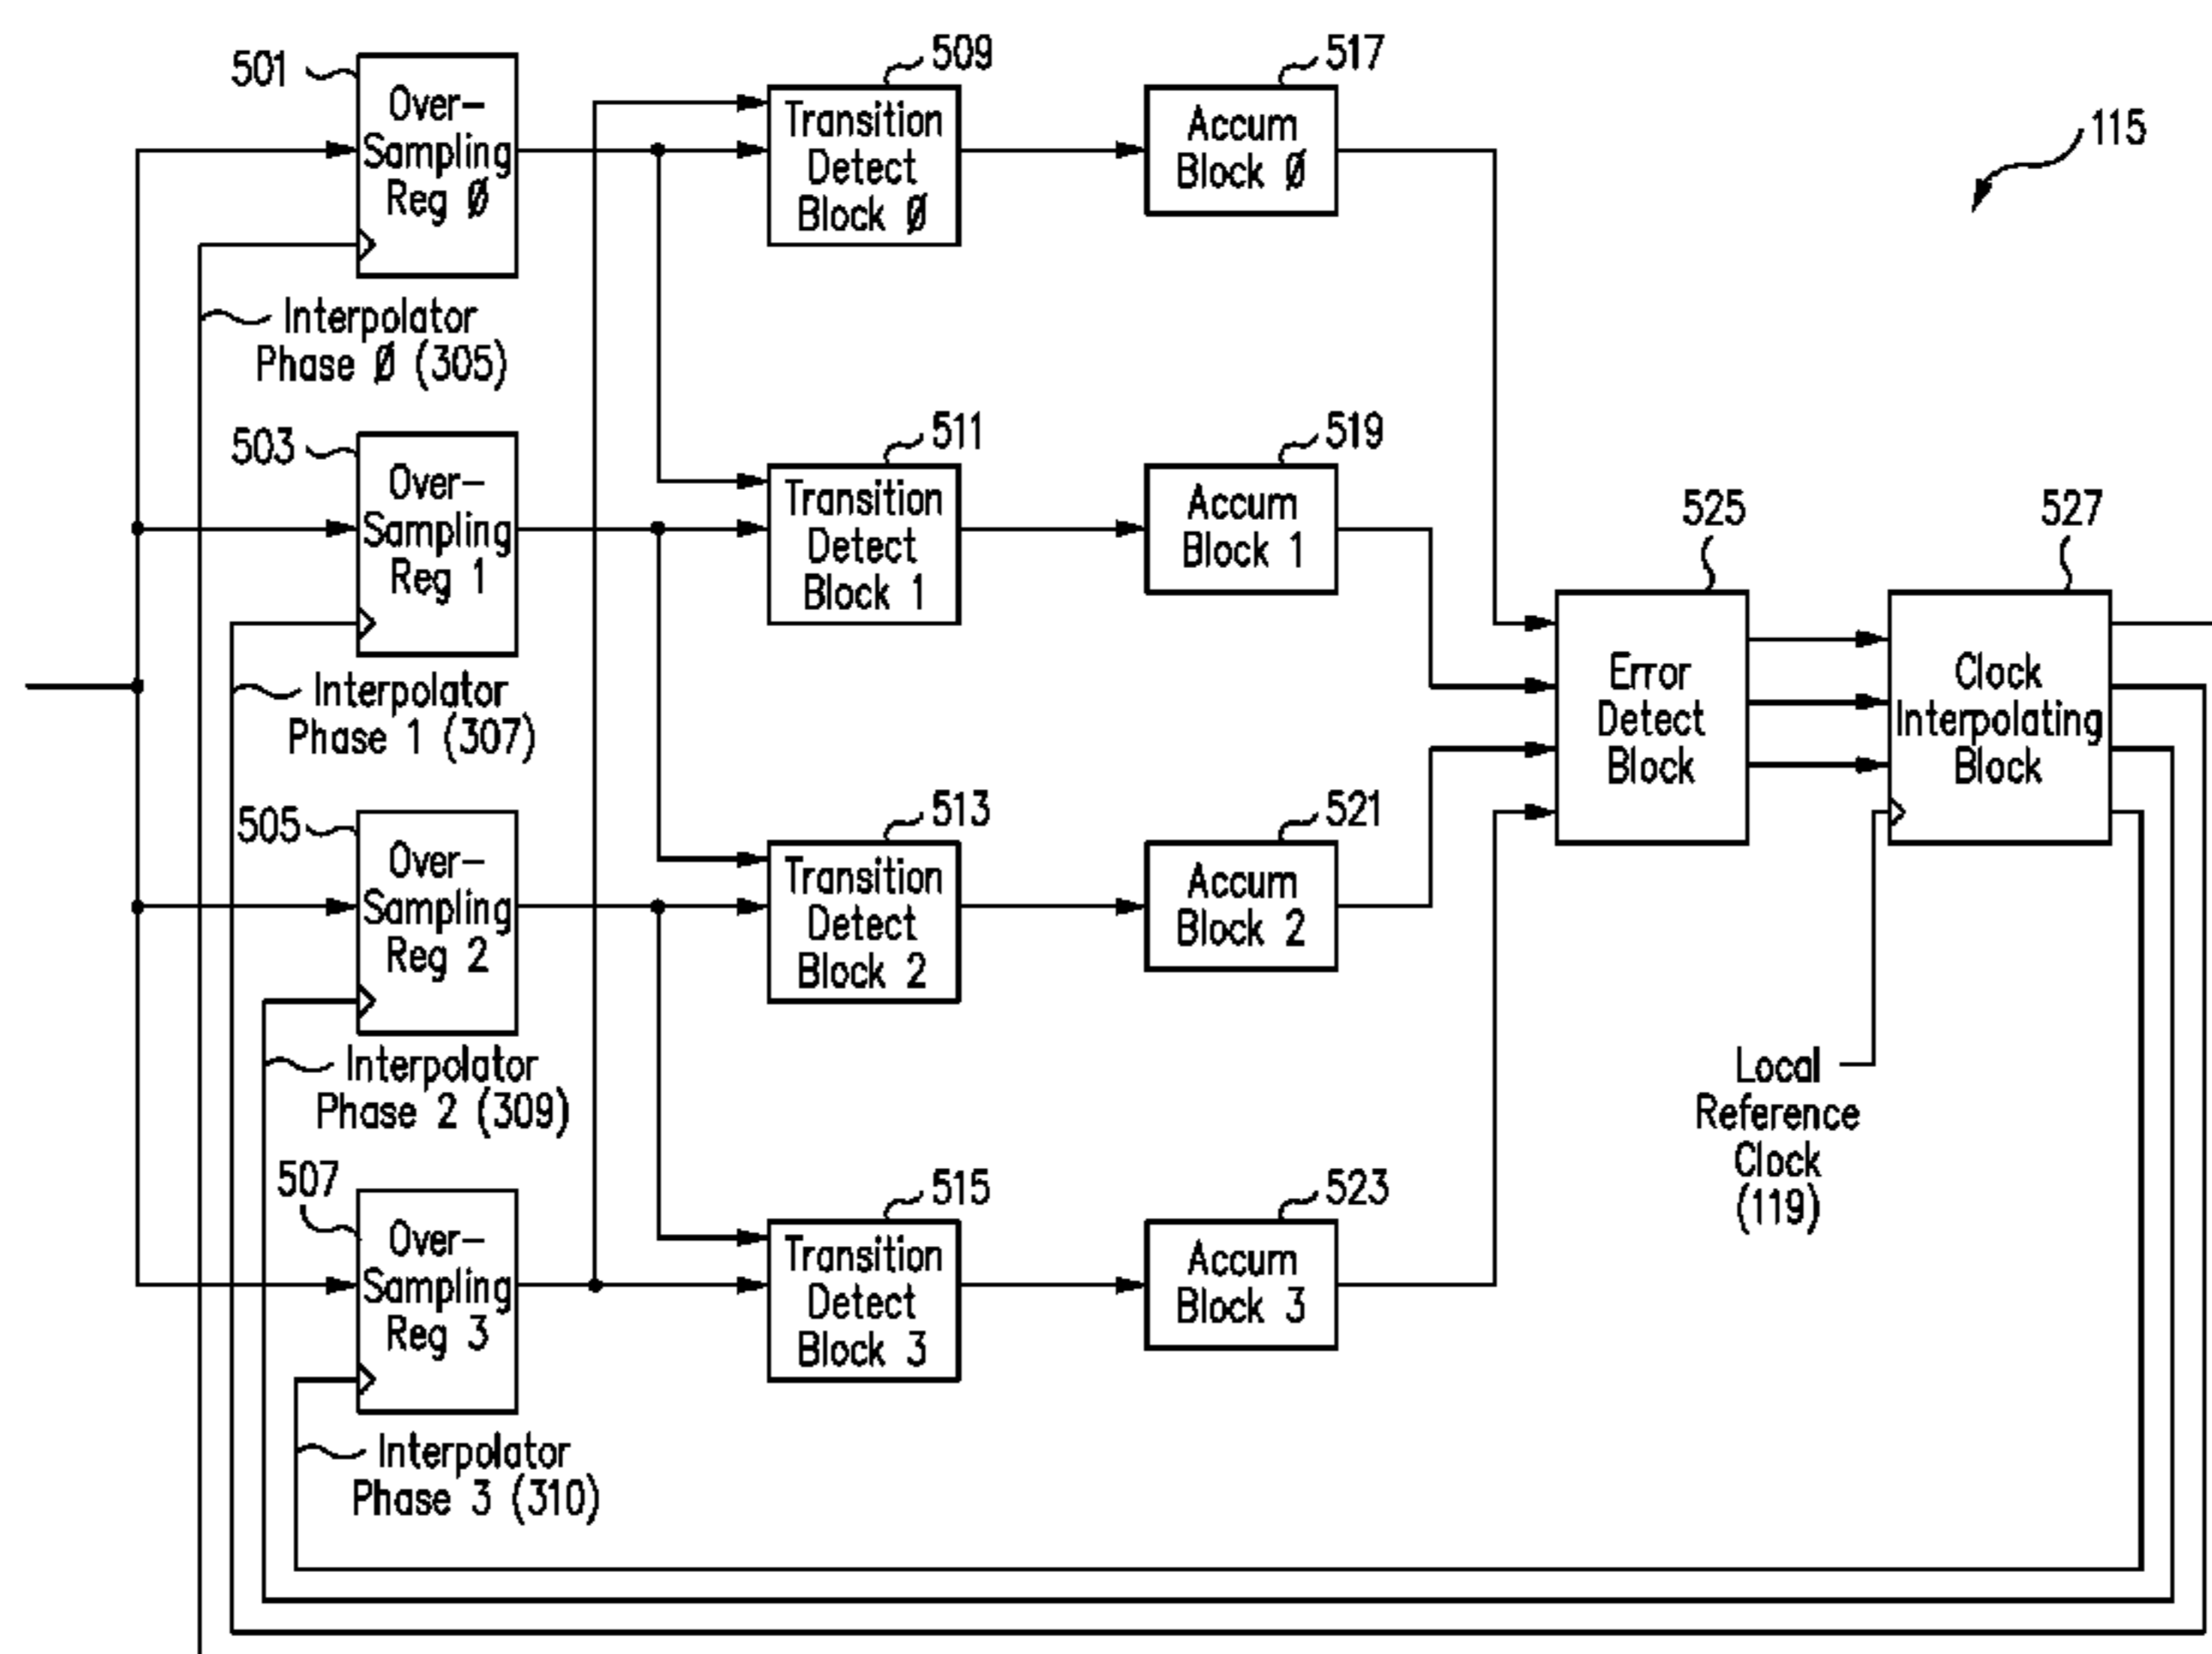 501
Over-
Sampling
Reg Ø
509
Transition
Detect
Block Ø
517
Accum
Block Ø
115
Interpolator
Phase Ø (305)
503
Over-
Sampling
Reg 1
511
Transition
Detect
Block 1
519
Accum
Block 1
525
Error
Detect
Block
527
Clock
Interpolating
Block
Interpolator
Phase 1 (307)
505
Over-
Sampling
Reg 2
513
Transition
Detect
Block 2
521
Accum
Block 2
Local
Reference
Clock
(119)
Interpolator
Phase 2 (309)
507
Over-
Sampling
Reg 3
515
Transition
Detect
Block 3
523
Accum
Block 3
Interpolator
Phase 3 (310)